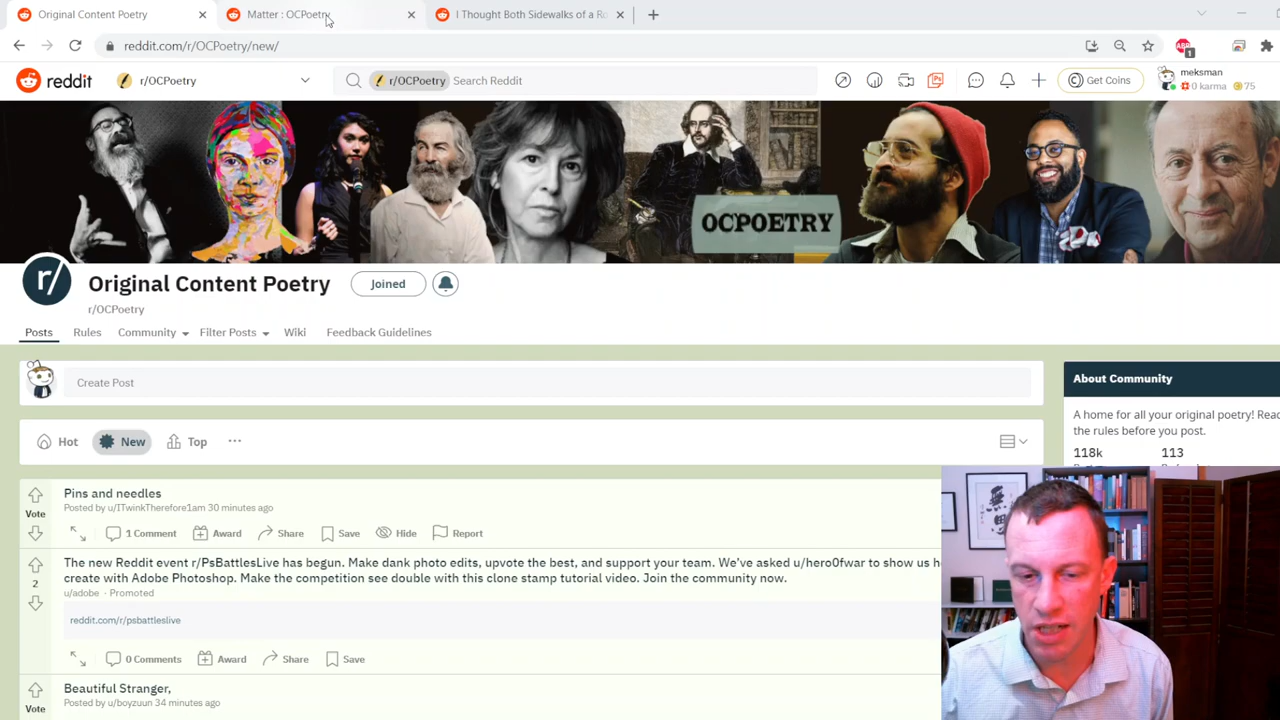 Original Content Poetry
Matter : OCPoetry
I Thought Both Sidewalks of a Ro
reddit.com/r/OCPoetry/new/
ABP
1
reddit
r/OCPoetry
r/OCPoetry Search Reddit
Get Coins
meksman
0 karma 75
OCPOETRY
r/
Original Content Poetry
Joined
r/OCPoetry
Posts Rules Community Filter Posts Wiki Feedback Guidelines
Create Post
About Community
A home for all your original poetry! Read
the rules before you post.
118k 113
Hot New Top
Pins and needles
Posted by u/ITwinkTherefore1am 30 minutes ago
Vote
1 Comment Award Share Save Hide Report
The new Reddit event r/PsBattlesLive has begun. Make dank photo edits, upvote the best, and support your team. We've asked u/hero0fwar to show us h
create with Adobe Photoshop. Make the competition see double with this clone stamp tutorial video. Join the community now.
2
u/adobe · Promoted
reddit.com/r/psbattleslive
0 Comments Award Share Save
Beautiful Stranger,
Posted by u/boyzuun 34 minutes ago
Vote